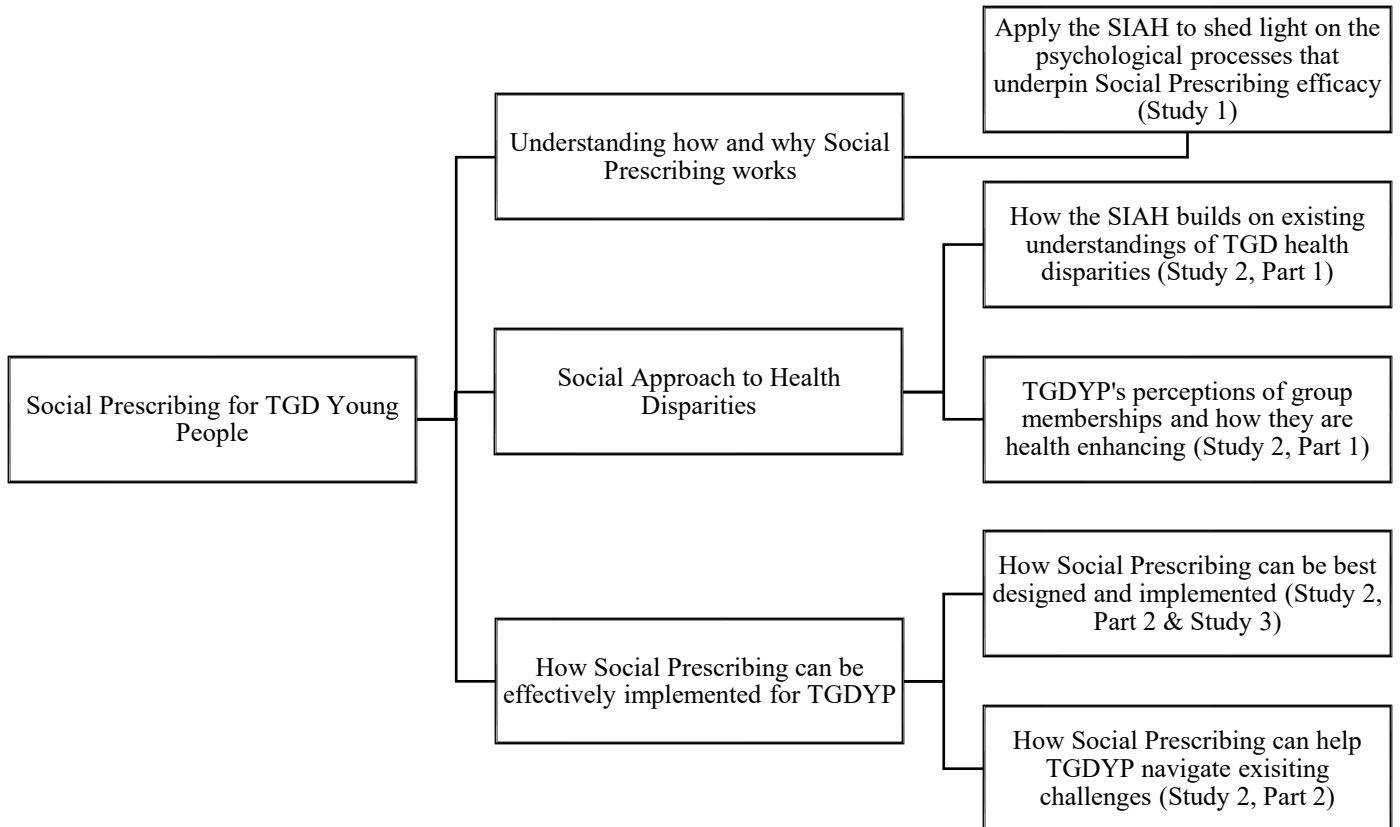 Apply the SIAH to shed light on the
psychological processes that
underpin Social Prescribing efficacy
(Study 1)
Understanding how and why Social
Prescribing works
How the SIAH builds on existing
understandings of TGD health
disparities (Study 2, Part 1)
Social Approach to Health
Disparities
Social Prescribing for TGD Young
People
TGDYP's perceptions of group
memberships and how they are
health enhancing (Study 2, Part 1)
How Social Prescribing can be best
designed and implemented (Study 2,
Part 2 & Study 3)
How Social Prescribing can be
effectively implemented for TGDYP
How Social Prescribing can help
TGDYP navigate exisiting
challenges (Study 2, Part 2)